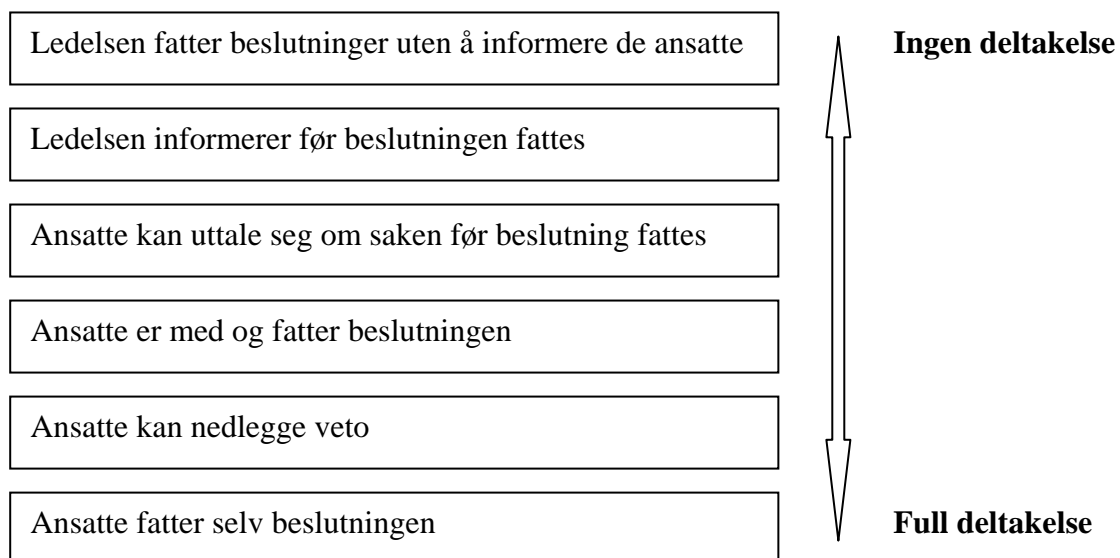 Ledelsen fatter beslutninger uten å informere de ansatte
Ingen deltakelse
Ledelsen informerer før beslutningen fattes
Ansatte kan uttale seg om saken før beslutning fattes
Ansatte er med og fatter beslutningen
Ansatte kan nedlegge veto
Ansatte fatter selv beslutningen
Full deltakelse